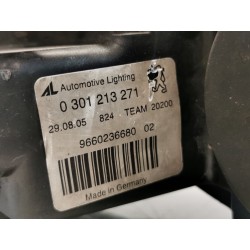 AL Automotive Lighting
0 301 213 271
29.08.05 824 TEAM 20200
9660236680 02
Made in Germany